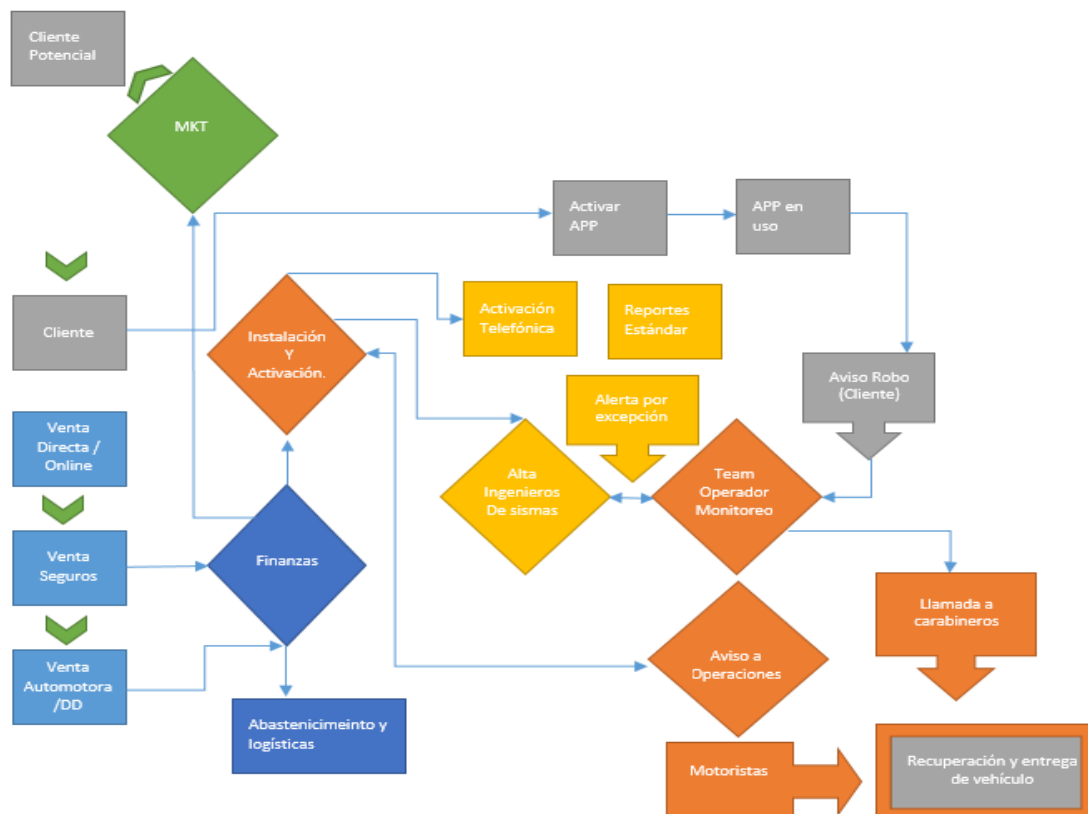 Cliente
Potencial
MKT
Activar
APP
APP en
uso
Cliente
Instalación
Y
Activación.
Activación
Telefónica
Reportes
Estándar
Aviso Robo
(Cliente)
Alerta por
excepción
Venta
Directa /
Online
Alta
Ingenieros
De sismas
Team
Operador
Monitoreo
Venta
Seguros
Finanzas
Llamada a
carabineros
Venta
Automotora
/DD
Aviso a
Operaciones
Abastenicimeinto y
logísticas
Motoristas
Recuperación y entrega
de vehículo